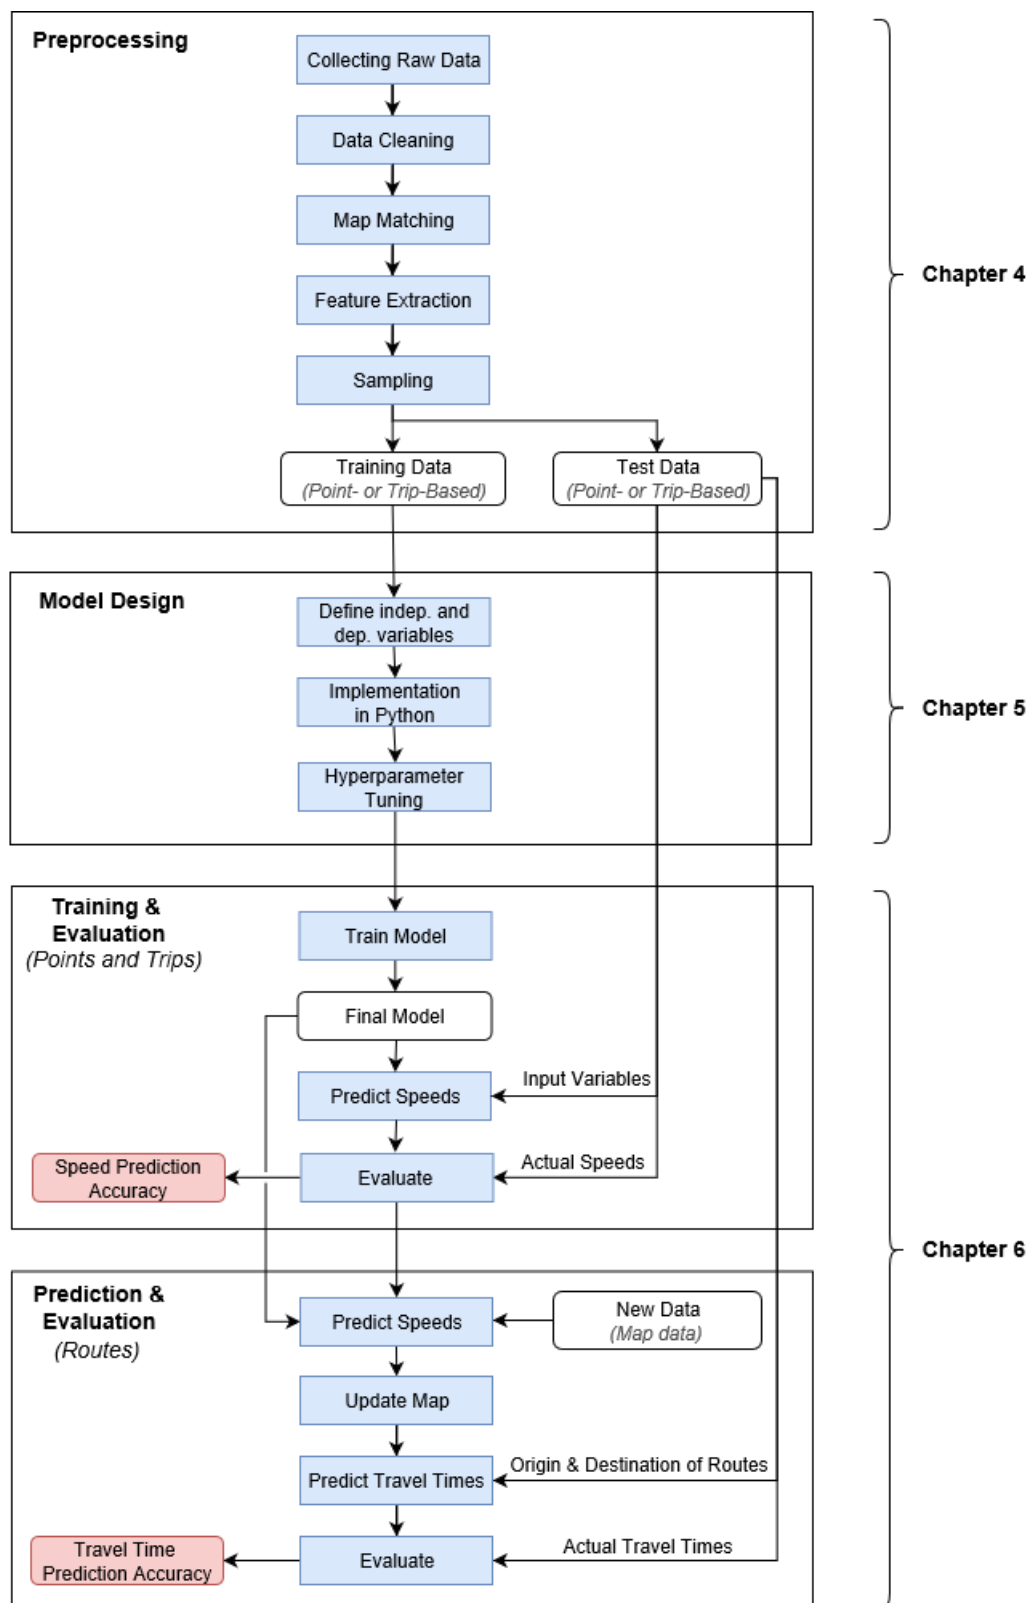 Preprocessing
Collecting Raw Data
Data Cleaning
Map Matching
Feature Extraction
Sampling
Training Data
(Point- or Trip-Based)
Test Data
(Point- or Trip-Based)
Chapter 4
Model Design
Define indep. and
dep. variables
Implementation
in Python
Hyperparameter
Tuning
Chapter 5
Training &
Evaluation
(Points and Trips)
Train Model
Final Model
Predict Speeds
Input Variables
Evaluate
Actual Speeds
Speed Prediction
Accuracy
Chapter 6
Prediction &
Evaluation
(Routes)
Predict Speeds
New Data
(Map data)
Update Map
Predict Travel Times
Origin & Destination of Routes
Evaluate
Actual Travel Times
Travel Time
Prediction Accuracy